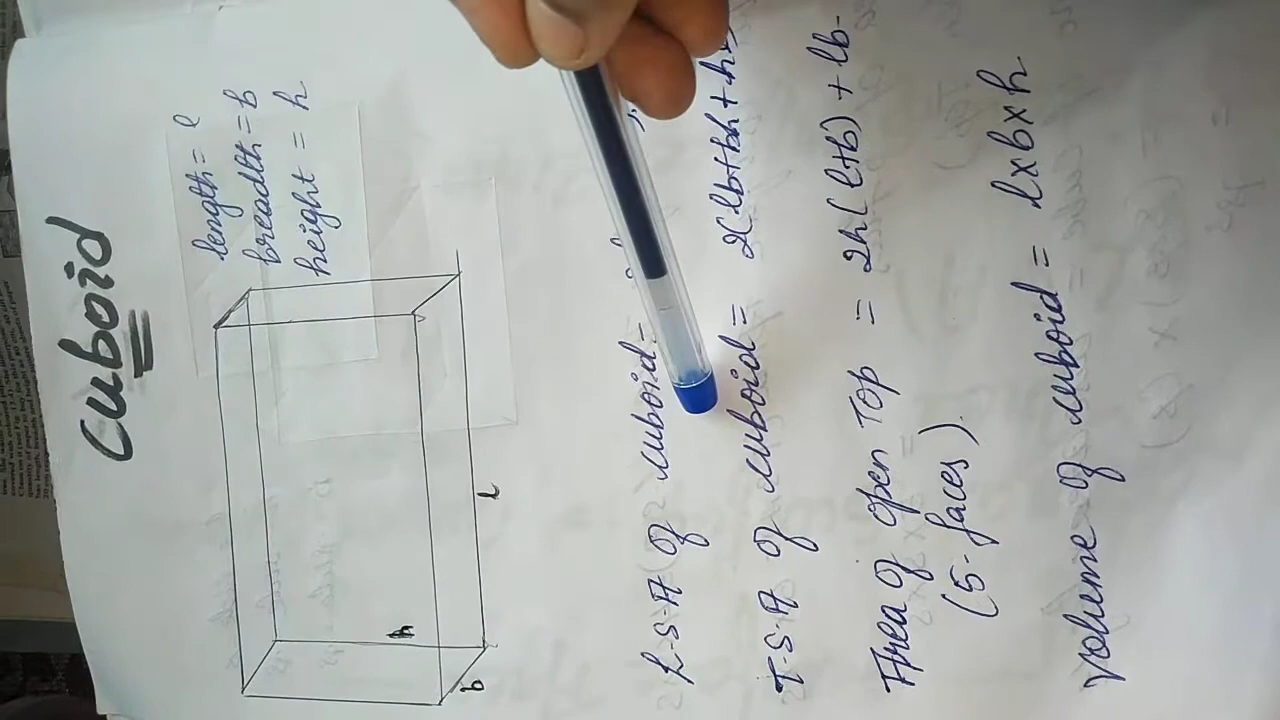 cuboid
length = l
breadth = b
height = h
h
l
b
L-S-A of cuboid =
T-S-A of cuboid = 2(lb+bh+h
Area of open Top = 2h(l+b) + lb-
(5-faces).
Volume of cuboid = l×b×h